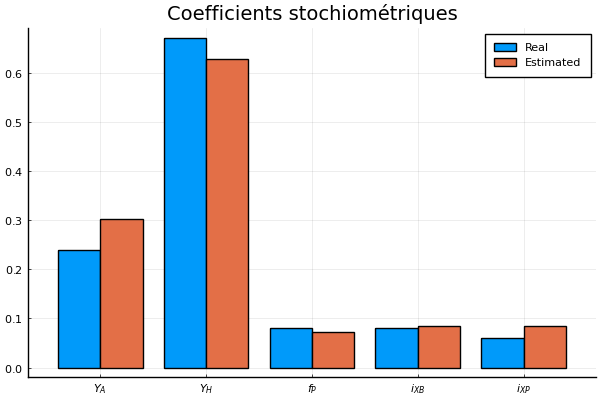 Coefficients stochiométriques
Real
Estimated
0.6
0.5
0.4
0.3
0.2
0.1
0.0
Y_A Y_H f_P i_XB i_XP